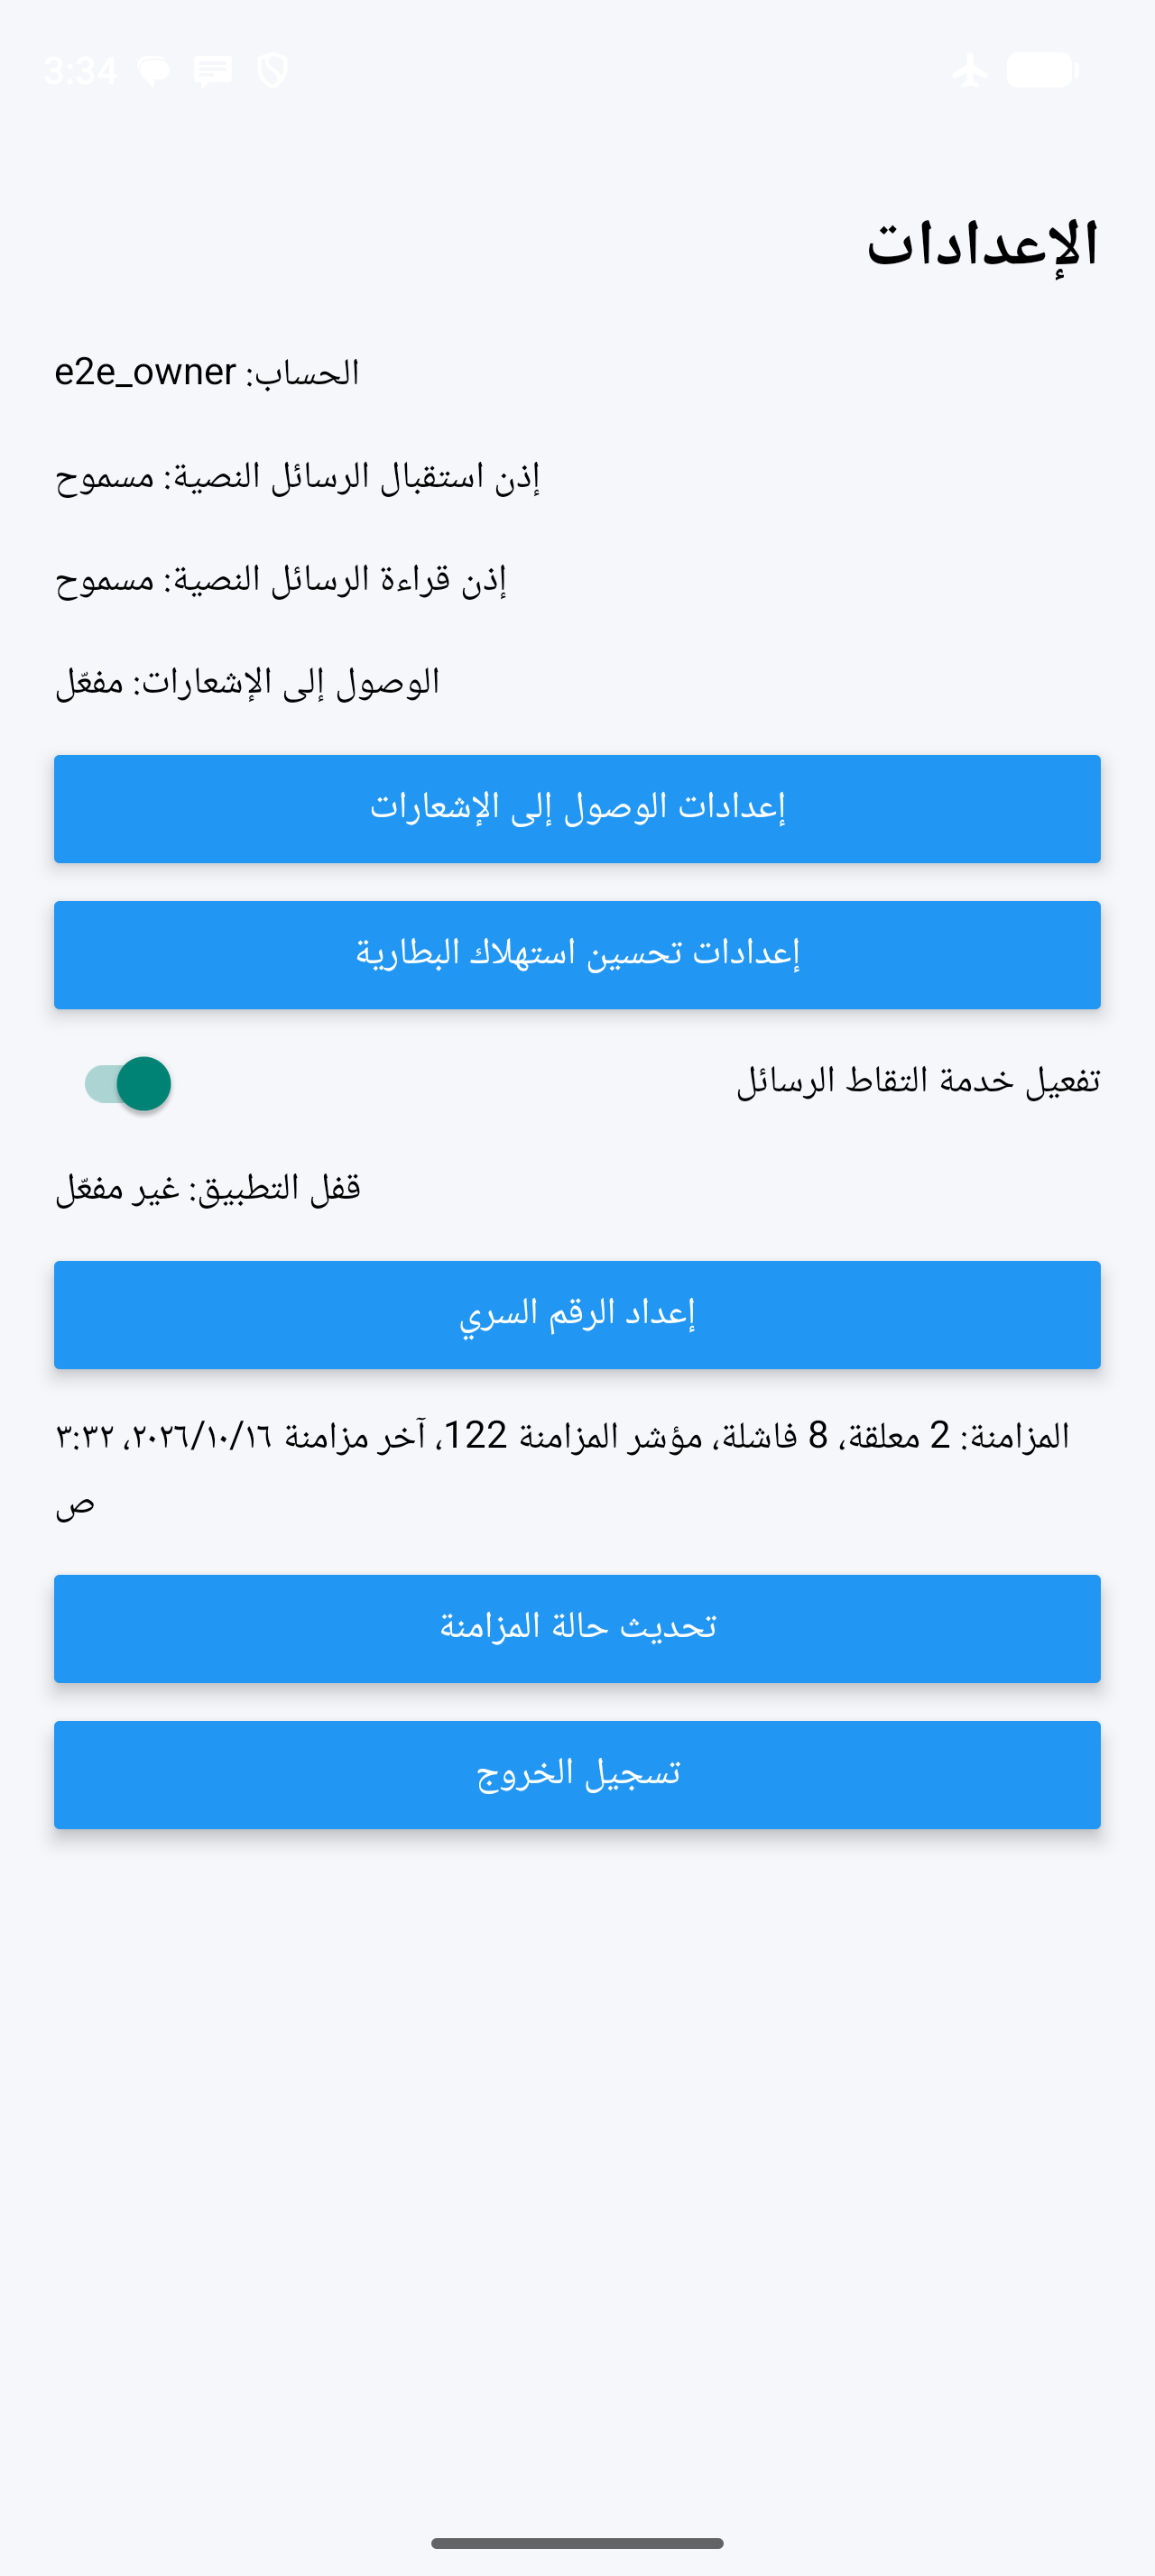 3:34
الإعدادات
الحساب: e2e_owner
إذن استقبال الرسائل النصية: مسموح
إذن قراءة الرسائل النصية: مسموح
الوصول إلى الإشعارات: مفعّل
إعدادات الوصول إلى الإشعارات
إعدادات تحسين استهلاك البطارية
تفعيل خدمة التقاط الرسائل
قفل التطبيق: غير مفعّل
إعداد الرقم السري
المزامنة: 2 معلقة، 8 فاشلة، مؤشر المزامنة 122، آخر مزامنة ٢٠٢٦/١٠/١٦، ٣:٣٢
ص
تحديث حالة المزامنة
تسجيل الخروج